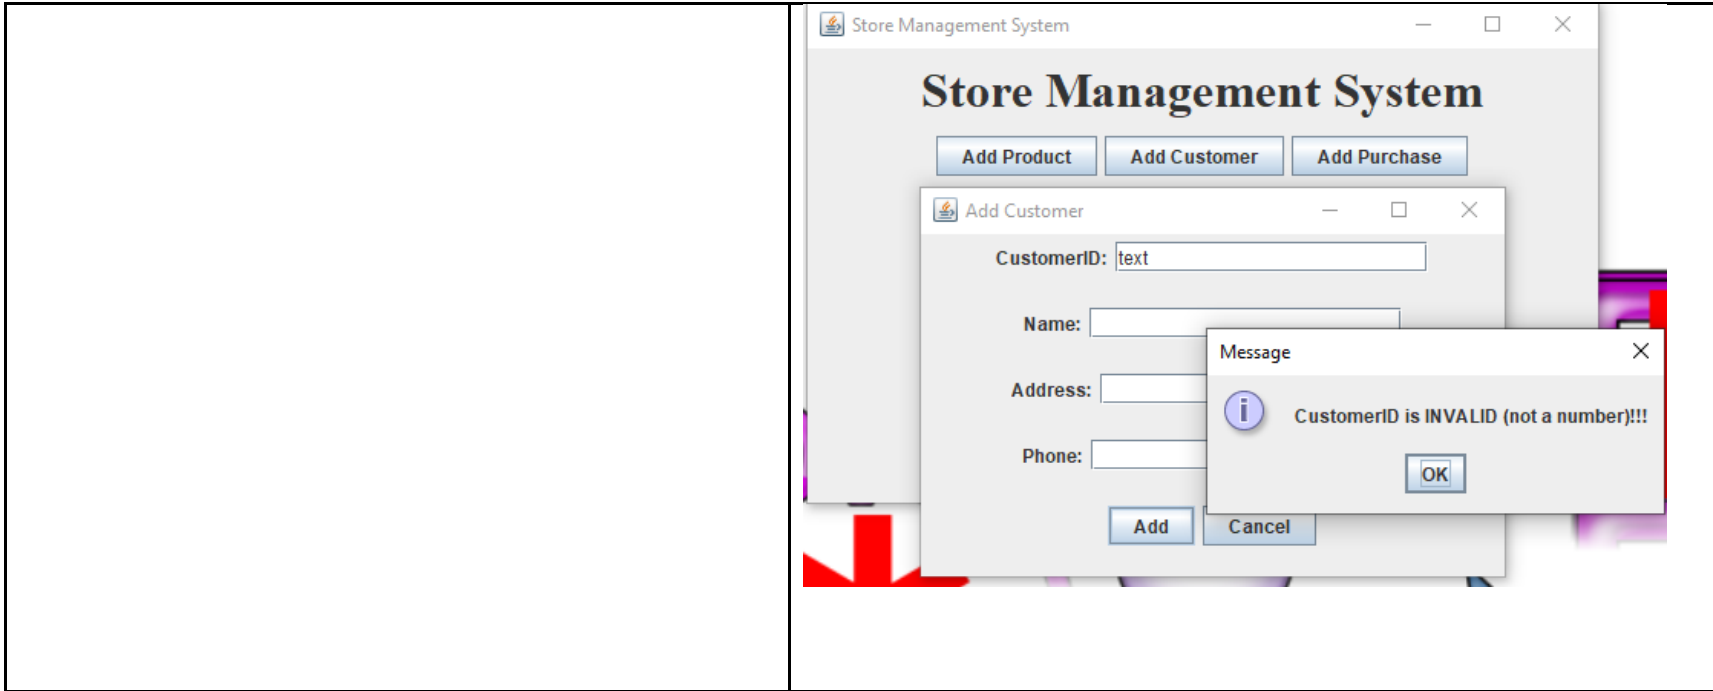 Store Management System
Store Management System
Add Product Add Customer Add Purchase
Add Customer
CustomerID: text
Name:
Message
Address:
CustomerID is INVALID (not a number)!!!
Phone:
OK
Add Cancel